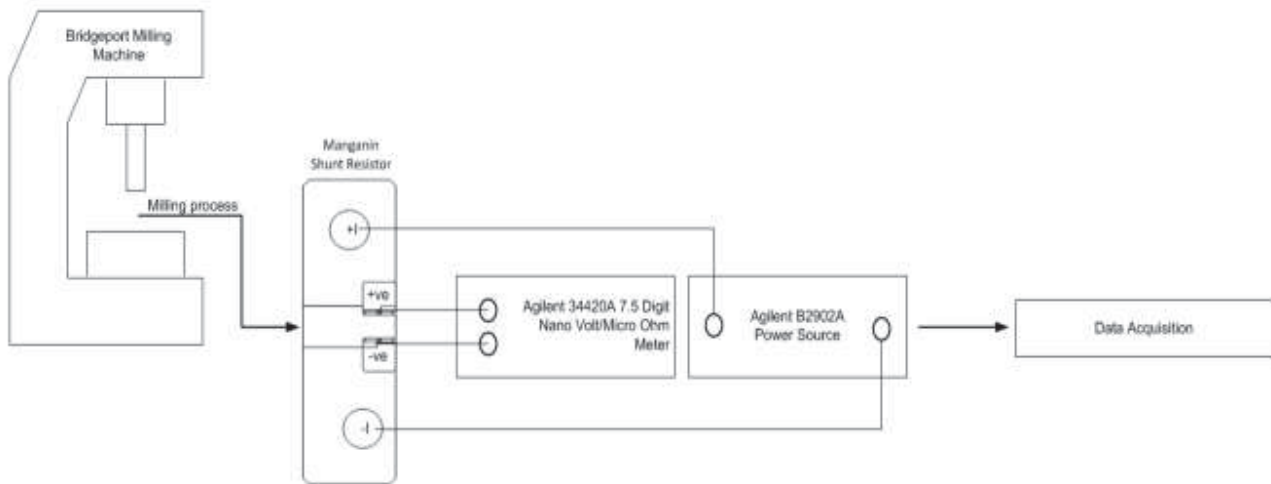 Bridgeport Milling
Machine
Manganin
Shunt Resistor
Milling process
+I
+ve
-ve
-I
Agilent 34420A 7.5 Digit
Nano Volt/Micro Ohm
Meter
Agilent B2902A
Power Source
Data Acquisition